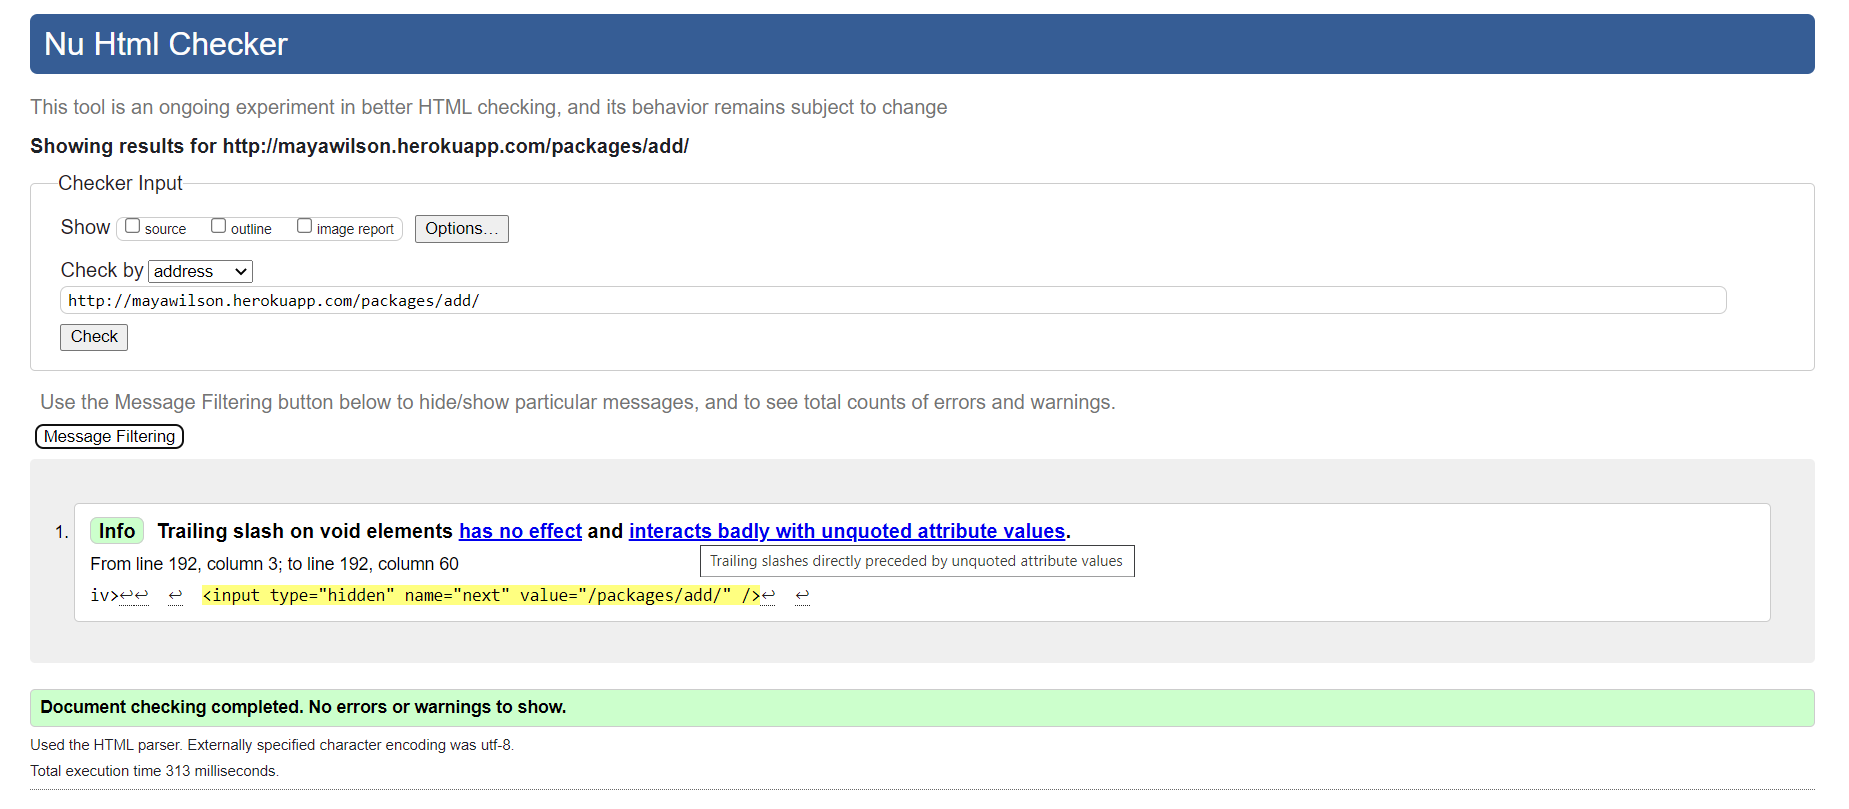 Nu Html Checker
This tool is an ongoing experiment in better HTML checking, and its behavior remains subject to change
Showing results for http://mayawilson.herokuapp.com/packages/add/
Checker Input
Show source outline image report Options...
Check by address
http://mayawilson.herokuapp.com/packages/add/
Check
Use the Message Filtering button below to hide/show particular messages, and to see total counts of errors and warnings.
Message Filtering
1. Info Trailing slash on void elements has no effect and interacts badly with unquoted attribute values.
Trailing slashes directly preceded by unquoted attribute values
From line 192, column 3; to line 192, column 60
iv>↩↩ ↩ <input type="hidden" name="next" value="/packages/add/" />↩ ↩
Document checking completed. No errors or warnings to show.
Used the HTML parser. Externally specified character encoding was utf-8.
Total execution time 313 milliseconds.